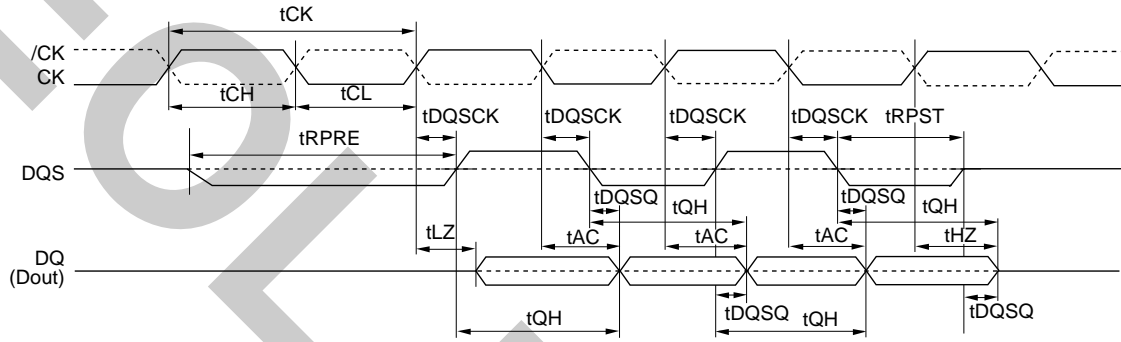 tCK
/CK
CK
tCH tCL
tDQSCK tDQSCK tDQSCK tDQSCK tRPST
tRPRE
DQS
tDQSQ tDQSQ
tQH tQH
tLZ tAC tAC tAC tHZ
DQ
(Dout)
tDQSQ tDQSQ
tQH tQH